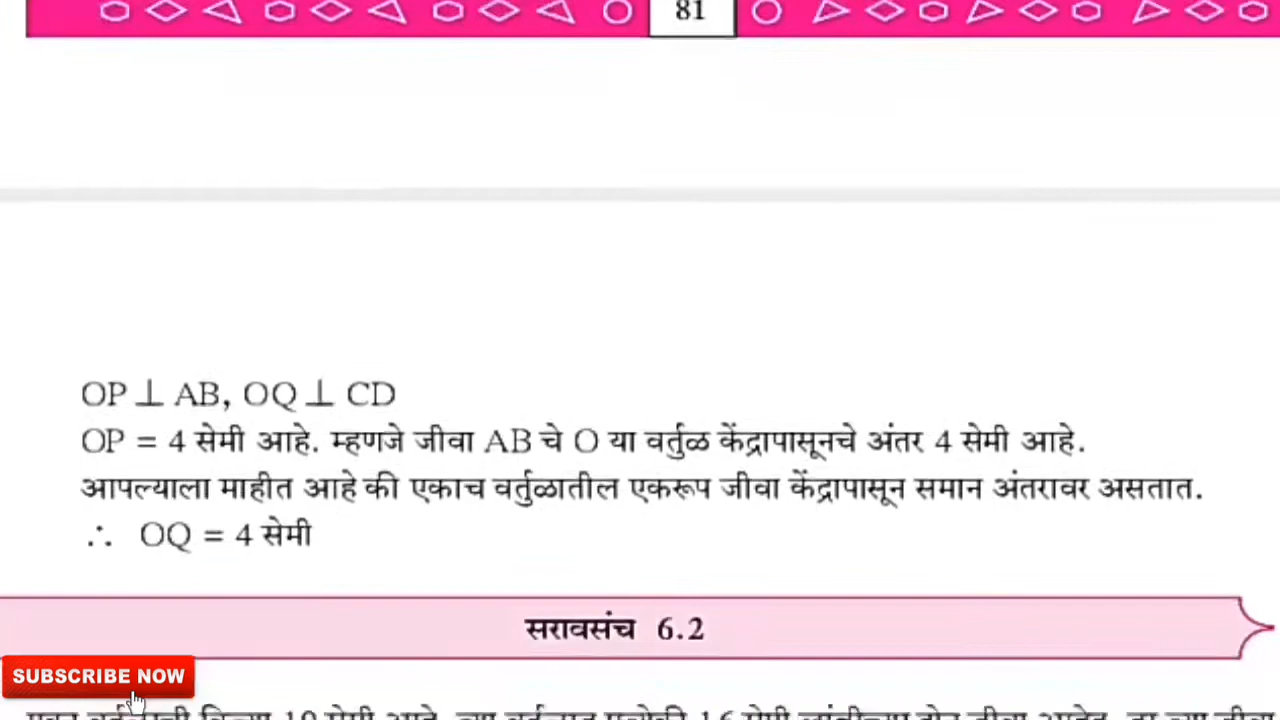 81
OP ⊥ AB, OQ ⊥ CD
OP = 4 सेमी आहे. म्हणजे जीवा AB चे O या वर्तुळ केंद्रापासूनचे अंतर 4 सेमी आहे.
आपल्याला माहीत आहे की एकाच वर्तुळातील एकरूप जीवा केंद्रापासून समान अंतरावर असतात.
∴ OQ = 4 सेमी
सरावसंच 6.2
SUBSCRIBE NOW